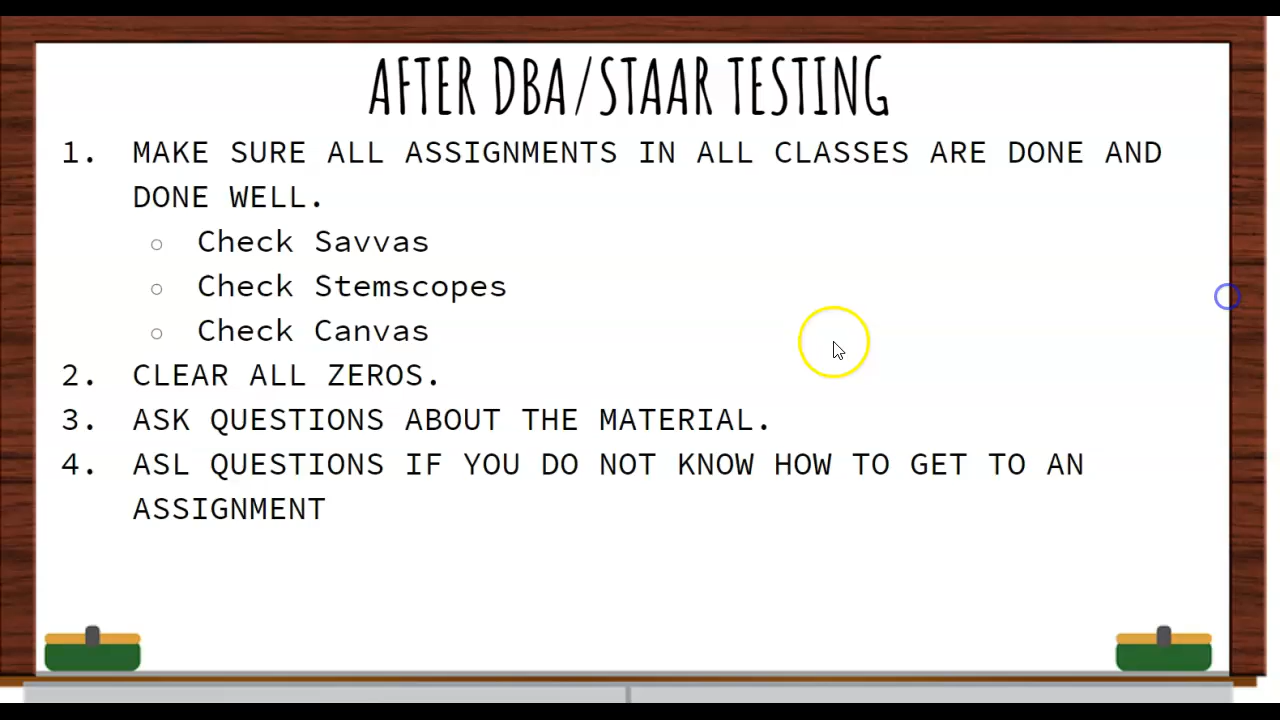 AFTER DBA/STAAR TESTING
1. MAKE SURE ALL ASSIGNMENTS IN ALL CLASSES ARE DONE AND
DONE WELL.
○ Check Savvas
○ Check Stemscopes
○ Check Canvas
2. CLEAR ALL ZEROS.
3. ASK QUESTIONS ABOUT THE MATERIAL.
4. ASL QUESTIONS IF YOU DO NOT KNOW HOW TO GET TO AN
ASSIGNMENT